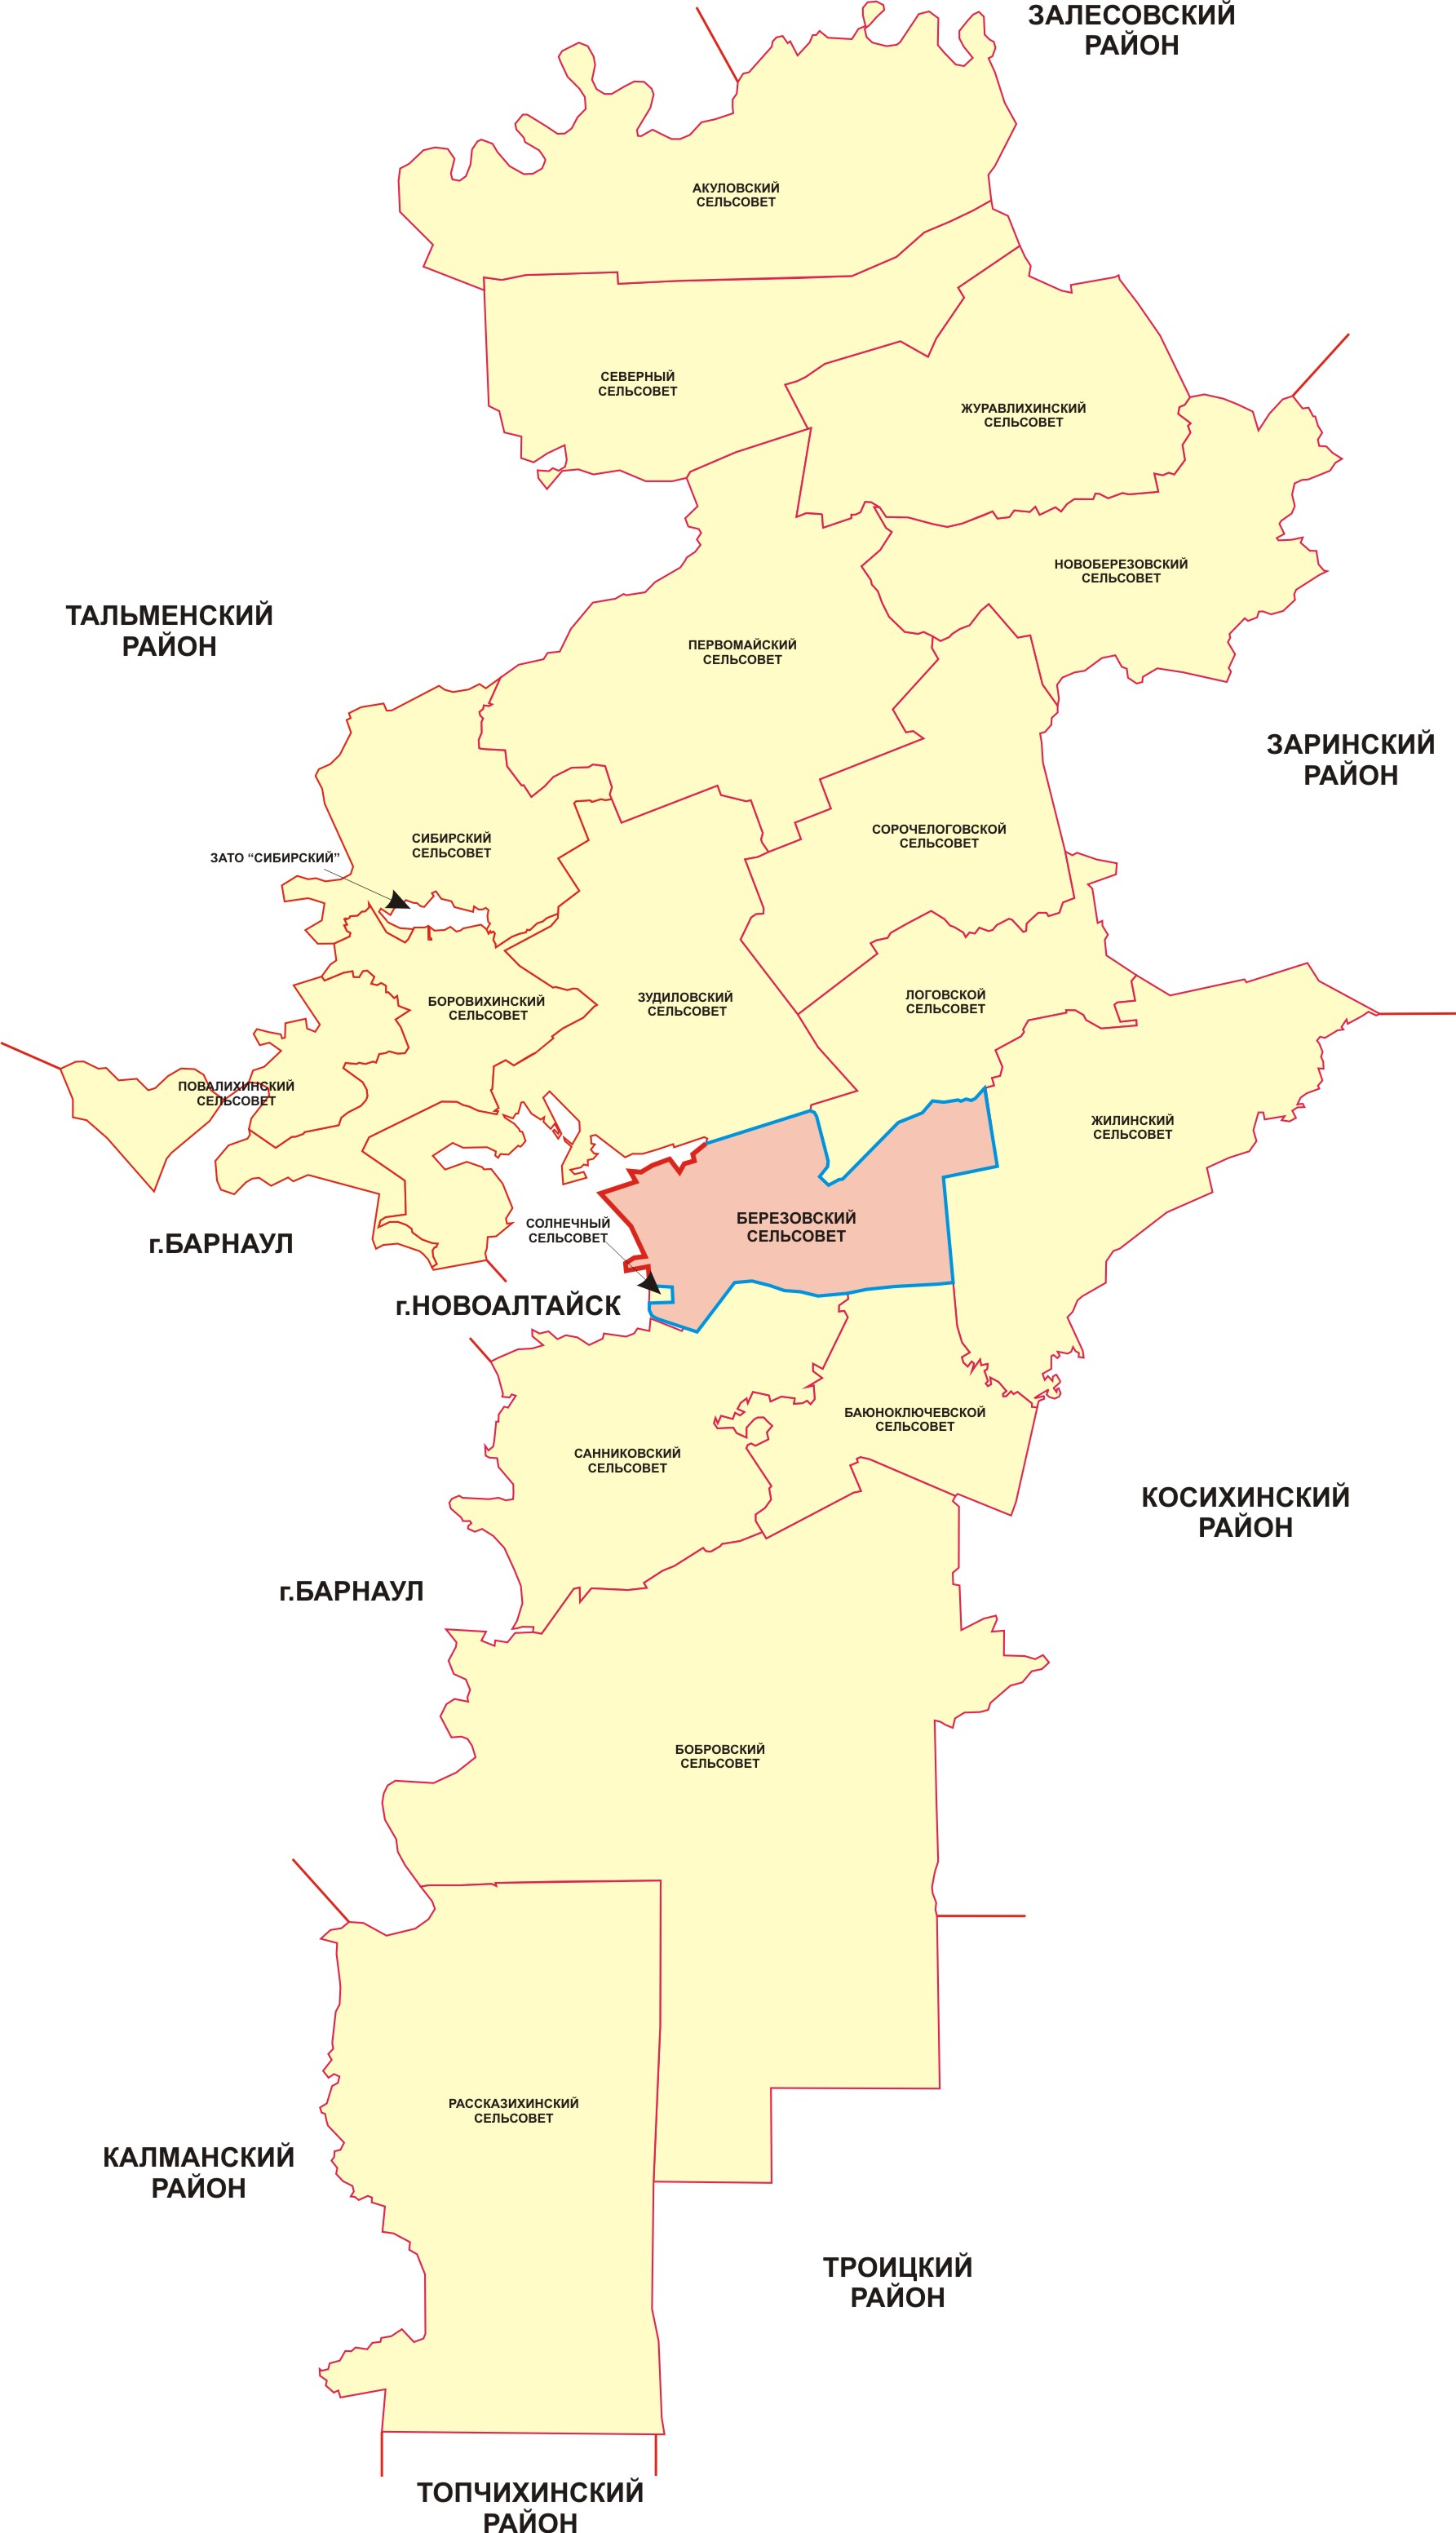 ЗАЛЕСОВСКИЙ
РАЙОН
АКУЛОВСКИЙ
СЕЛЬСОВЕТ
СЕВЕРНЫЙ
СЕЛЬСОВЕТ
ЖУРАВЛИХИНСКИЙ
СЕЛЬСОВЕТ
НОВОБЕРЕЗОВСКИЙ
СЕЛЬСОВЕТ
ТАЛЬМЕНСКИЙ
РАЙОН
ПЕРВОМАЙСКИЙ
СЕЛЬСОВЕТ
ЗАРИНСКИЙ
РАЙОН
СОРОЧЕЛОГОВСКОЙ
СЕЛЬСОВЕТ
СИБИРСКИЙ
СЕЛЬСОВЕТ
ЗАТО “СИБИРСКИЙ”
БОРОВИХИНСКИЙ
СЕЛЬСОВЕТ
ЗУДИЛОВСКИЙ
СЕЛЬСОВЕТ
ЛОГОВСКОЙ
СЕЛЬСОВЕТ
ПОВАЛИХИНСКИЙ
СЕЛЬСОВЕТ
ЖИЛИНСКИЙ
СЕЛЬСОВЕТ
БЕРЕЗОВСКИЙ
СЕЛЬСОВЕТ
СОЛНЕЧНЫЙ
СЕЛЬСОВЕТ
г.БАРНАУЛ
г.НОВОАЛТАЙСК
БАЮНОКЛЮЧЕВСКОЙ
СЕЛЬСОВЕТ
САННИКОВСКИЙ
СЕЛЬСОВЕТ
КОСИХИНСКИЙ
РАЙОН
г.БАРНАУЛ
БОБРОВСКИЙ
СЕЛЬСОВЕТ
РАССКАЗИХИНСКИЙ
СЕЛЬСОВЕТ
КАЛМАНСКИЙ
РАЙОН
ТРОИЦКИЙ
РАЙОН
ТОПЧИХИНСКИЙ
РАЙОН